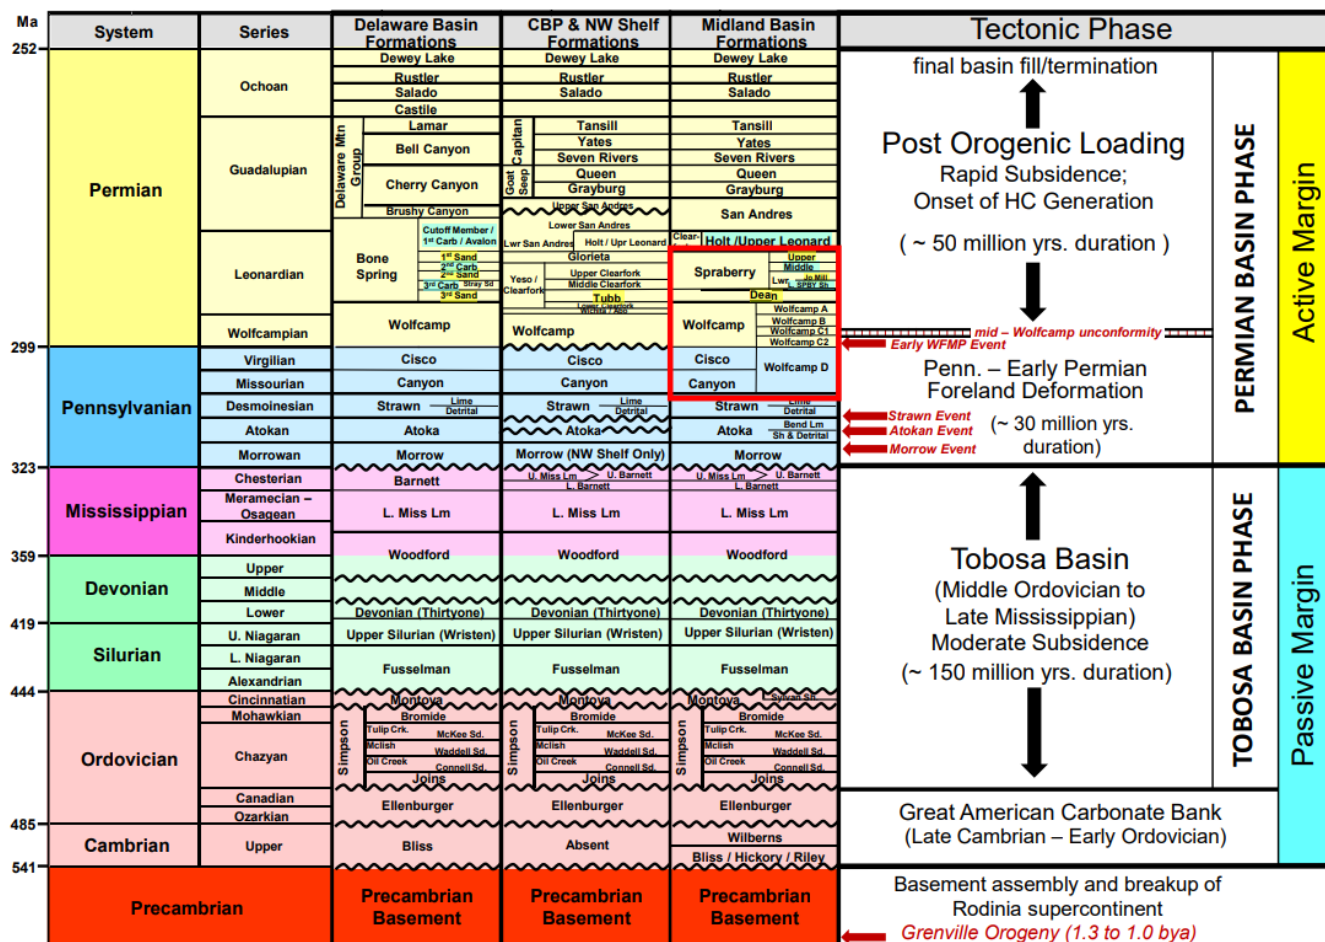 Ma
System
Series
Delaware Basin
Formations
CBP & NW Shelf
Formations
Midland Basin
Formations
Tectonic Phase
252
299
323
359
419
444
485
541
Permian
Pennsylvanian
Mississippian
Devonian
Silurian
Ordovician
Cambrian
Precambrian
Ochoan
Guadalupian
Leonardian
Wolfcampian
Virgilian
Missourian
Desmoinesian
Atokan
Morrowan
Chesterian
Meramecian –
Osagean
Kinderhookian
Upper
Middle
Lower
U. Niagaran
L. Niagaran
Alexandrian
Cincinnatian
Mohawkian
Chazyan
Canadian
Ozarkian
Upper
Dewey Lake
Rustler
Salado
Castile
Delaware Mtn
Group
Lamar
Bell Canyon
Cherry Canyon
Brushy Canyon
Bone
Spring
Cutoff Member /
1st Carb / Avalon
1st Sand
2nd Carb
2nd Sand
3rd Carb
Stray Sd
3rd Sand
Wolfcamp
Cisco
Canyon
Strawn
Lime
Detrital
Atoka
Morrow
Barnett
L. Miss Lm
Woodford
Devonian (Thirtyone)
Upper Silurian (Wristen)
Fusselman
Montoya
Simpson
Bromide
Tulip Crk.
McKee Sd.
Mclish
Waddell Sd.
Oil Creek
Connell Sd.
Joins
Ellenburger
Bliss
Precambrian
Basement
Dewey Lake
Rustler
Salado
Goat
Seep
Capitan
Tansill
Yates
Seven Rivers
Queen
Grayburg
Upper San Andres
Lower San Andres
Lwr San Andres
Holt / Upr Leonard
Glorieta
Yeso /
Clearfork
Upper Clearfork
Middle Clearfork
Tubb
Lower Clearfork
Wichita / Abo
Wolfcamp
Cisco
Canyon
Strawn
Lime
Detrital
Atoka
Morrow (NW Shelf Only)
U. Miss Lm
U. Barnett
L. Barnett
L. Miss Lm
Woodford
Devonian (Thirtyone)
Upper Silurian (Wristen)
Fusselman
Montoya
Simpson
Bromide
Tulip Crk.
McKee Sd.
Mclish
Waddell Sd.
Oil Creek
Connell Sd.
Joins
Ellenburger
Absent
Precambrian
Basement
Dewey Lake
Rustler
Salado
Tansill
Yates
Seven Rivers
Queen
Grayburg
San Andres
Clear-
Holt /Upper Leonard
Spraberry
Upper
Middle
Lwr
Jo Mill
L. SPBY Sh
Dean
Wolfcamp
Wolfcamp A
Wolfcamp B
Wolfcamp C1
Wolfcamp C2
Cisco
Canyon
Wolfcamp D
Strawn
Lime
Detrital
Atoka
Bend Lm
Sh & Detrital
Morrow
U. Miss Lm
U. Barnett
L. Barnett
L. Miss Lm
Woodford
Devonian (Thirtyone)
Upper Silurian (Wristen)
Fusselman
Montoya
Sylvan Sh.
Simpson
Bromide
Tulip Crk.
McKee Sd.
Mclish
Waddell Sd.
Oil Creek
Connell Sd.
Joins
Ellenburger
Wilberns
Bliss / Hickory / Riley
Precambrian
Basement
final basin fill/termination
Post Orogenic Loading
Rapid Subsidence;
Onset of HC Generation
( ~ 50 million yrs. duration )
mid – Wolfcamp unconformity
Early WFMP Event
Penn. – Early Permian
Foreland Deformation
(~ 30 million yrs.
duration)
Strawn Event
Atokan Event
Morrow Event
Tobosa Basin
(Middle Ordovician to
Late Mississippian)
Moderate Subsidence
(~ 150 million yrs. duration)
Great American Carbonate Bank
(Late Cambrian – Early Ordovician)
Basement assembly and breakup of
Rodinia supercontinent
Grenville Orogeny (1.3 to 1.0 bya)
PERMIAN BASIN PHASE
TOBOSA BASIN PHASE
Active Margin
Passive Margin